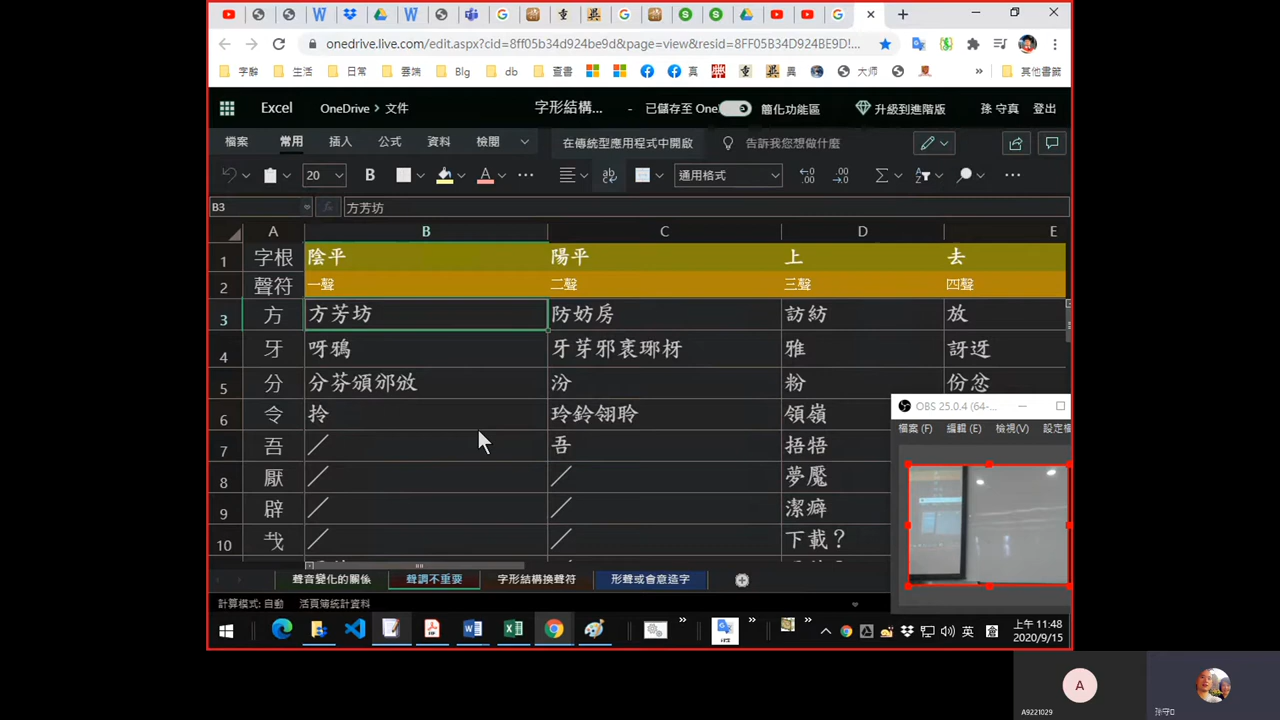 onedrive.live.com/edit.aspx?cid=8ff05b34d924be9d&page=view&resid=8FF05B34D924BE9D!...
字辭 生活 日常 雲端 Blg db 查書 真 異 大师 » 其他書籤
Excel OneDrive › 文件 字形結構... - 已儲存至 One 簡化功能區 升級到進階版 孫 守真 登出
檔案 常用 插入 公式 資料 檢閱 在傳統型應用程式中開啟 告訴我您想做什麼
20 B A ... 通用格式 ...
B3 fx 方芳坊
A B C D E
1 字根 陰平 陽平 上 去
2 聲符 一聲 二聲 三聲 四聲
3 方 方芳坊 防妨房 訪紡 放
4 牙 呀鴉 牙芽邪衺琊枒 雅 訝迓
5 分 分芬頒邠攽 汾 粉 份忿
6 令 拎 玲鈴翎聆 領嶺
7 吾 ╱ 吾 捂牾
8 厭 ╱ ╱ 夢魘
9 辟 ╱ ╱ 潔癖
10 𢦏 ╱ ╱ 下載？
OBS 25.0.4 (64-...
檔案 (F) 編輯 (E) 檢視(V) 設定檔
聲音變化的關係 聲調不重要 字形結構換聲符 形聲或會意造字
計算模式: 自動 活頁簿統計資料
英
上午 11:48
2020/9/15
A
A9221029
孫守